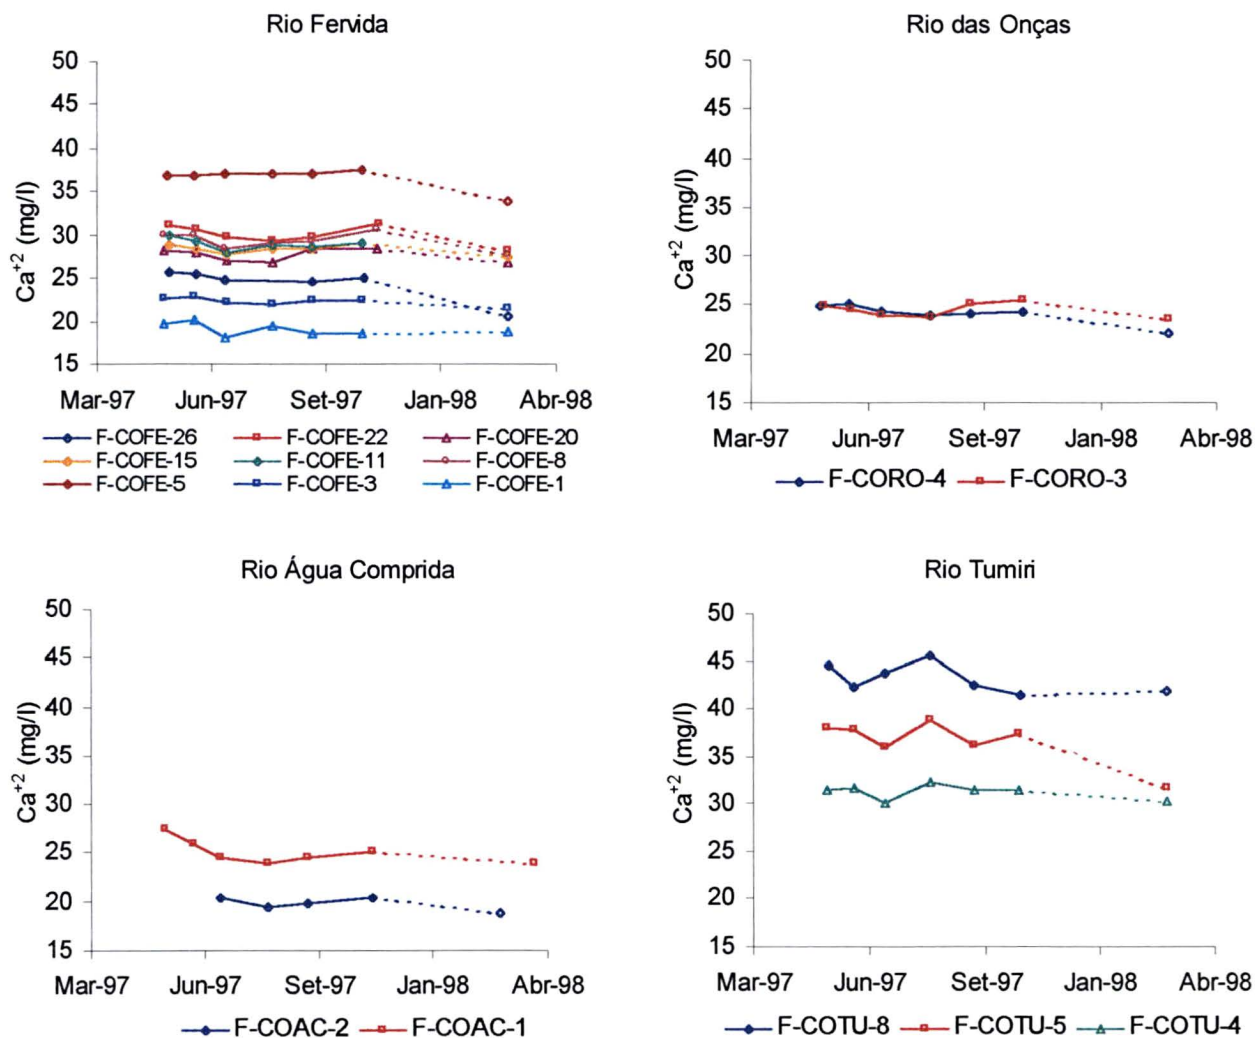 Rio Fervida
50
45
40
35
30
25
20
15
Ca+2 (mg/l)
Mar-97 Jun-97 Set-97 Jan-98 Abr-98
F-COFE-26 F-COFE-22 F-COFE-20
F-COFE-15 F-COFE-11 F-COFE-8
F-COFE-5 F-COFE-3 F-COFE-1
Rio das Onças
50
45
40
35
30
25
20
15
Ca+2 (mg/l)
Mar-97 Jun-97 Set-97 Jan-98 Abr-98
F-CORO-4 F-CORO-3
Rio Água Comprida
50
45
40
35
30
25
20
15
Ca+2 (mg/l)
Mar-97 Jun-97 Set-97 Jan-98 Abr-98
F-COAC-2 F-COAC-1
Rio Tumiri
50
45
40
35
30
25
20
15
Ca+2 (mg/l)
Mar-97 Jun-97 Set-97 Jan-98 Abr-98
F-COTU-8 F-COTU-5 F-COTU-4